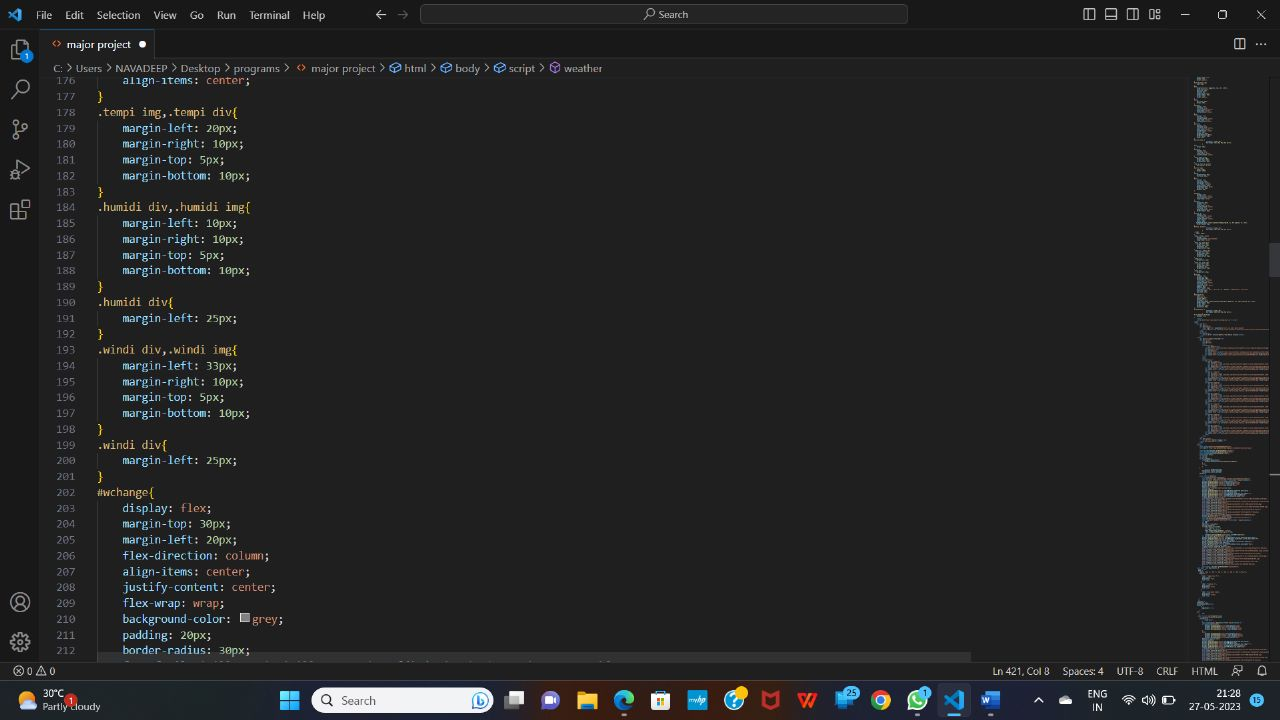 File Edit Selection View Go Run Terminal Help
Search
major project
C: > Users > NAVADEEP > Desktop > programs > major project > html > body > script > weather
176 align-items: center;
177 }
178 .tempi img,.tempi div{
179 margin-left: 20px;
180 margin-right: 10px;
181 margin-top: 5px;
182 margin-bottom: 10px;
183 }
184 .humidi div,.humidi img{
185 margin-left: 10px;
186 margin-right: 10px;
187 margin-top: 5px;
188 margin-bottom: 10px;
189 }
190 .humidi div{
191 margin-left: 25px;
192 }
193 .windi div,.windi img{
194 margin-left: 33px;
195 margin-right: 10px;
196 margin-top: 5px;
197 margin-bottom: 10px;
198 }
199 .windi div{
200 margin-left: 25px;
201 }
202 #wchange{
203 display: flex;
204 margin-top: 30px;
205 margin-left: 20px;
206 flex-direction: column;
207 align-items: center;
208 justify-content: center;
209 flex-wrap: wrap;
210 background-color: grey;
211 padding: 20px;
212 border-radius: 30px;
1
0 0
Ln 421, Col 8 Spaces: 4 UTF-8 CRLF HTML
30°C
Partly cloudy
1
Search
25
1
ENG
IN
21:28
27-05-2023
15